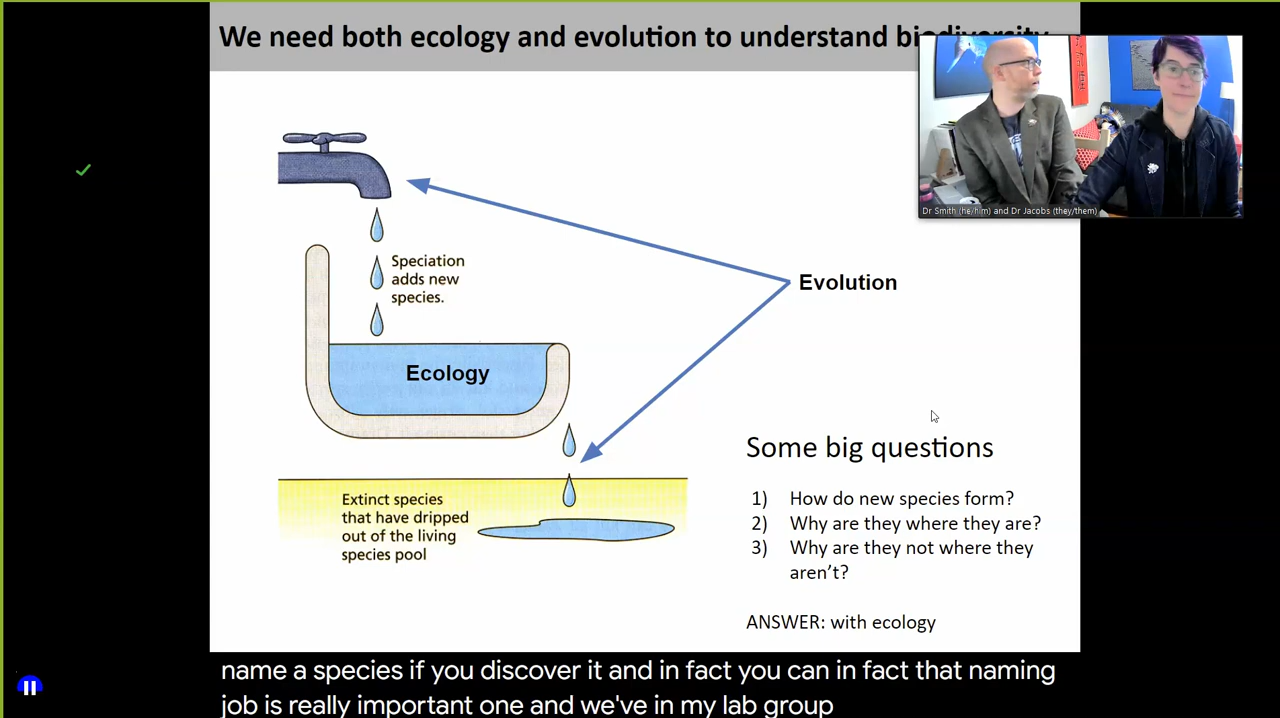 We need both ecology and evolution to understand biodiversity
Dr Smith (he/him) and Dr Jacobs (they/them)
Speciation
adds new
species.
Evolution
Ecology
Some big questions
Extinct species
that have dripped
out of the living
species pool
1) How do new species form?
2) Why are they where they are?
3) Why are they not where they
aren't?
ANSWER: with ecology
name a species if you discover it and in fact you can in fact that naming
job is really important one and we've in my lab group